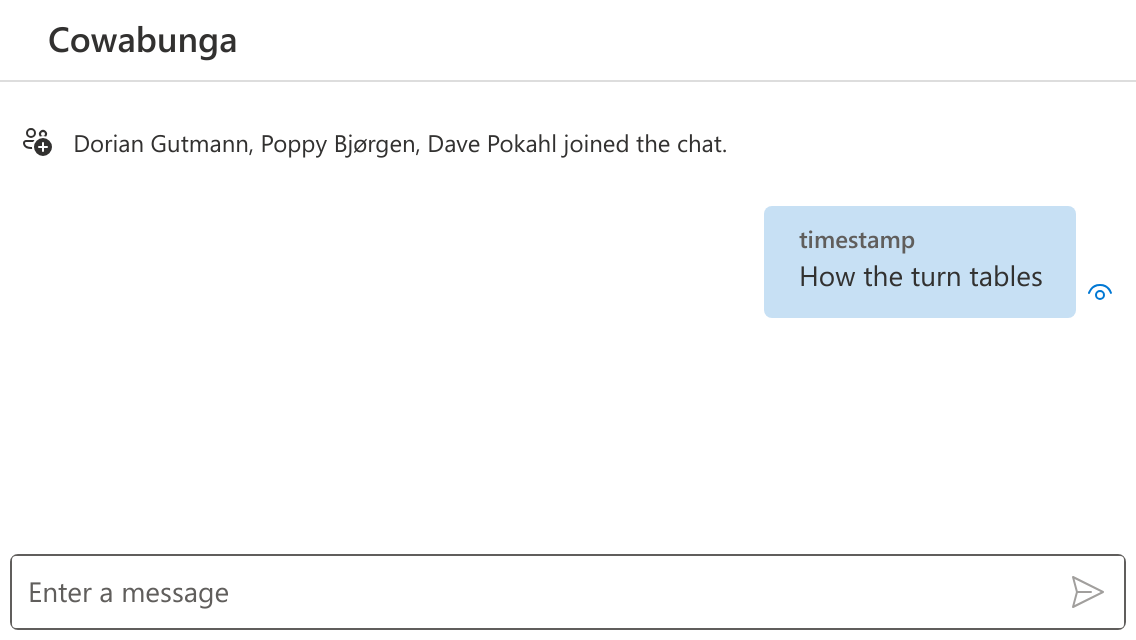 Cowabunga
Dorian Gutmann, Poppy Bjørgen, Dave Pokahl joined the chat.
timestamp
How the turn tables
Enter a message